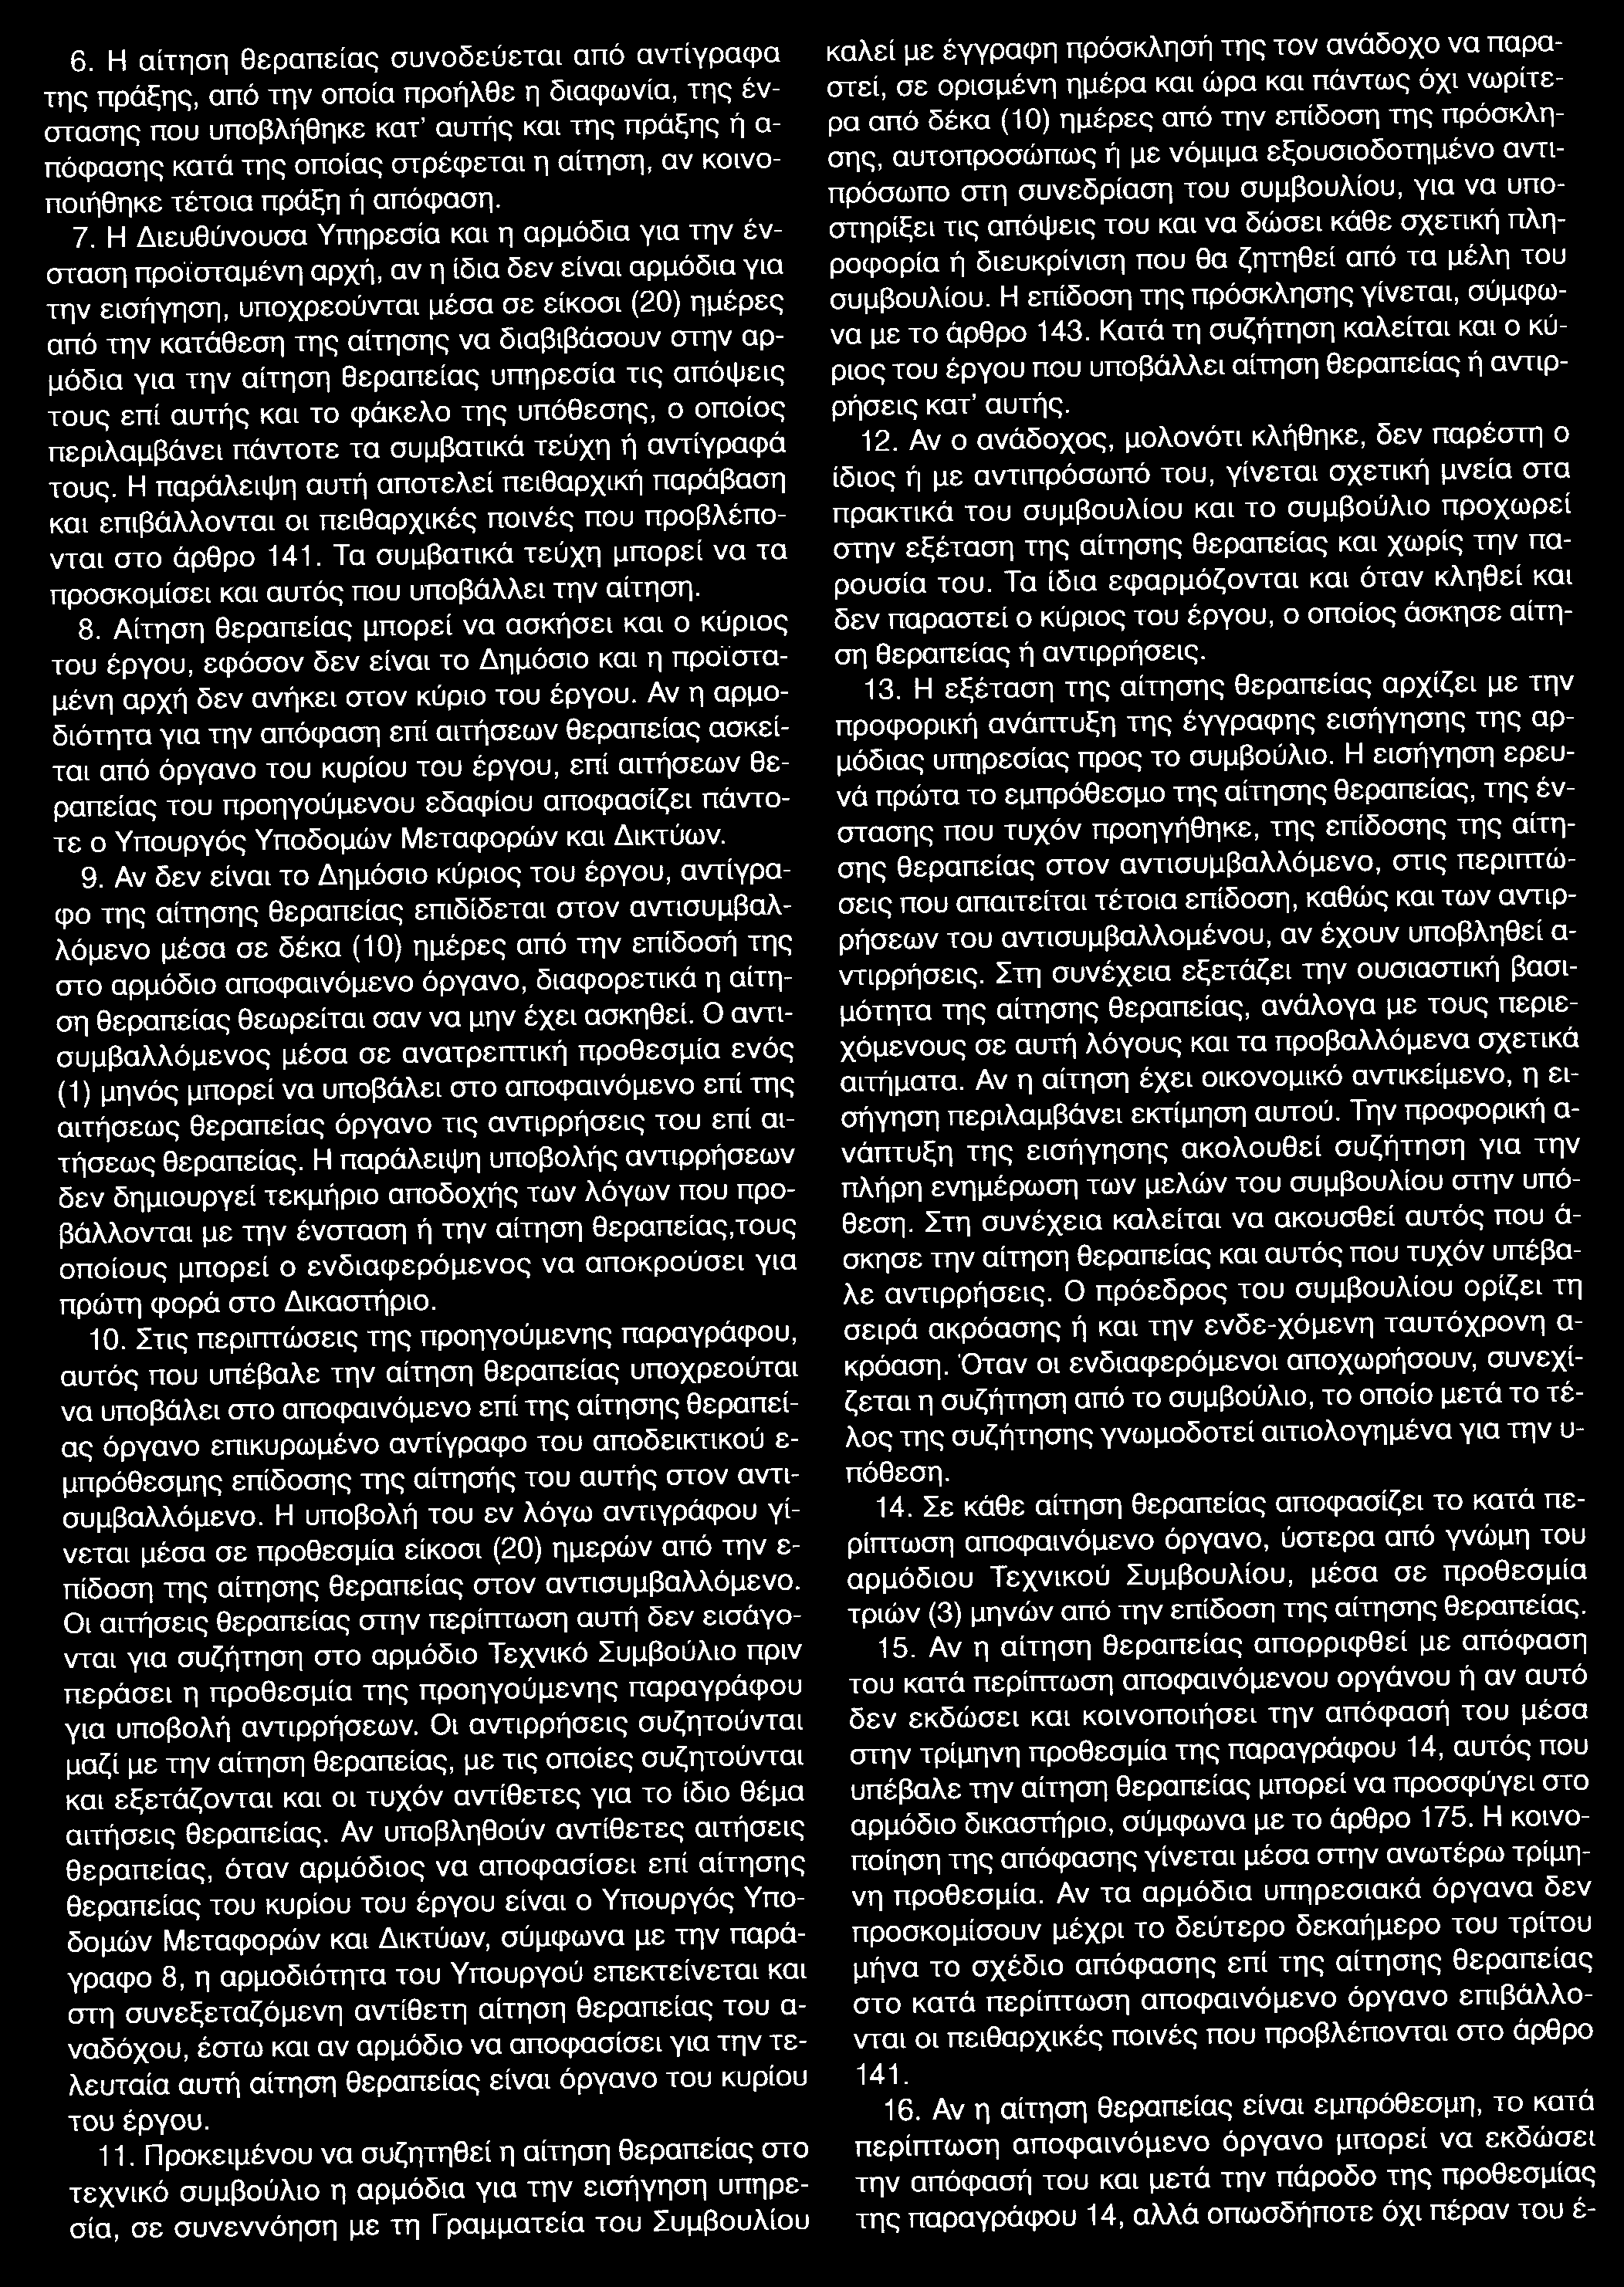 6. Η αίτηση θεραπείας συνοδεύεται από αντίγραφα
της πράξης, από την οποία προήλθε η διαφωνία, της έν-
στασης που υποβλήθηκε κατ’ αυτής και της πράξης ή α-
πόφασης κατά της οποίας στρέφεται η αίτηση, αν κοινο-
ποιήθηκε τέτοια πράξη ή απόφαση.
7. Η Διευθύνουσα Υπηρεσία και η αρμόδια για την έν-
σταση προϊσταμένη αρχή, αν η ίδια δεν είναι αρμόδια για
την εισήγηση, υποχρεούνται μέσα σε είκοσι (20) ημέρες
από την κατάθεση της αίτησης να διαβιβάσουν στην αρ-
μόδια για την αίτηση θεραπείας υπηρεσία τις απόψεις
τους επί αυτής και το φάκελο της υπόθεσης, ο οποίος
περιλαμβάνει πάντοτε τα συμβατικά τεύχη ή αντίγραφά
τους. Η παράλειψη αυτή αποτελεί πειθαρχική παράβαση
και επιβάλλονται οι πειθαρχικές ποινές που προβλέπο-
νται στο άρθρο 141. Τα συμβατικά τεύχη μπορεί να τα
προσκομίσει και αυτός που υποβάλλει την αίτηση.
8. Αίτηση θεραπείας μπορεί να ασκήσει και ο κύριος
του έργου, εφόσον δεν είναι το Δημόσιο και η προϊστα-
μένη αρχή δεν ανήκει στον κύριο του έργου. Αν η αρμο-
διότητα για την απόφαση επί αιτήσεων θεραπείας ασκεί-
ται από όργανο του κυρίου του έργου, επί αιτήσεων θε-
ραπείας του προηγούμενου εδαφίου αποφασίζει πάντο-
τε ο Υπουργός Υποδομών Μεταφορών και Δικτύων.
9. Αν δεν είναι το Δημόσιο κύριος του έργου, αντίγρα-
φο της αίτησης θεραπείας επιδίδεται στον αντισυμβαλ-
λόμενο μέσα σε δέκα (10) ημέρες από την επίδοσή της
στο αρμόδιο αποφαινόμενο όργανο, διαφορετικά η αίτη-
ση θεραπείας θεωρείται σαν να μην έχει ασκηθεί. Ο αντι-
συμβαλλόμενος μέσα σε ανατρεπτική προθεσμία ενός
(1) μηνός μπορεί να υποβάλει στο αποφαινόμενο επί της
αιτήσεως θεραπείας όργανο τις αντιρρήσεις του επί αι-
τήσεως θεραπείας. Η παράλειψη υποβολής αντιρρήσεων
δεν δημιουργεί τεκμήριο αποδοχής των λόγων που προ-
βάλλονται με την ένσταση ή την αίτηση θεραπείας,τους
οποίους μπορεί ο ενδιαφερόμενος να αποκρούσει για
πρώτη φορά στο Δικαστήριο.
10. Στις περιπτώσεις της προηγούμενης παραγράφου,
αυτός που υπέβαλε την αίτηση θεραπείας υποχρεούται
να υποβάλει στο αποφαινόμενο επί της αίτησης θεραπεί-
ας όργανο επικυρωμένο αντίγραφο του αποδεικτικού ε-
μπρόθεσμης επίδοσης της αίτησής του αυτής στον αντι-
συμβαλλόμενο. Η υποβολή του εν λόγω αντιγράφου γί-
νεται μέσα σε προθεσμία είκοσι (20) ημερών από την ε-
πίδοση της αίτησης θεραπείας στον αντισυμβαλλόμενο.
Οι αιτήσεις θεραπείας στην περίπτωση αυτή δεν εισάγο-
νται για συζήτηση στο αρμόδιο Τεχνικό Συμβούλιο πριν
περάσει η προθεσμία της προηγούμενης παραγράφου
για υποβολή αντιρρήσεων. Οι αντιρρήσεις συζητούνται
μαζί με την αίτηση θεραπείας, με τις οποίες συζητούνται
και εξετάζονται και οι τυχόν αντίθετες για το ίδιο θέμα
αιτήσεις θεραπείας. Αν υποβληθούν αντίθετες αιτήσεις
θεραπείας, όταν αρμόδιος να αποφασίσει επί αίτησης
θεραπείας του κυρίου του έργου είναι ο Υπουργός Υπο-
δομών Μεταφορών και Δικτύων, σύμφωνα με την παρά-
γραφο 8, η αρμοδιότητα του Υπουργού επεκτείνεται και
στη συνεξεταζόμενη αντίθετη αίτηση θεραπείας του α-
ναδόχου, έστω και αν αρμόδιο να αποφασίσει για την τε-
λευταία αυτή αίτηση θεραπείας είναι όργανο του κυρίου
του έργου.
11. Προκειμένου να συζητηθεί η αίτηση θεραπείας στο
τεχνικό συμβούλιο η αρμόδια για την εισήγηση υπηρε-
σία, σε συνεννόηση με τη Γραμματεία του Συμβουλίου
καλεί με έγγραφη πρόσκλησή της τον ανάδοχο να παρα-
στεί, σε ορισμένη ημέρα και ώρα και πάντως όχι νωρίτε-
ρα από δέκα (10) ημέρες από την επίδοση της πρόσκλη-
σης, αυτοπροσώπως ή με νόμιμα εξουσιοδοτημένο αντι-
πρόσωπο στη συνεδρίαση του συμβουλίου, για να υπο-
στηρίξει τις απόψεις του και να δώσει κάθε σχετική πλη-
ροφορία ή διευκρίνιση που θα ζητηθεί από τα μέλη του
συμβουλίου. Η επίδοση της πρόσκλησης γίνεται, σύμφω-
να με το άρθρο 143. Κατά τη συζήτηση καλείται και ο κύ-
ριος του έργου που υποβάλλει αίτηση θεραπείας ή αντιρ-
ρήσεις κατ’ αυτής.
12. Αν ο ανάδοχος, μολονότι κλήθηκε, δεν παρέστη ο
ίδιος ή με αντιπρόσωπό του, γίνεται σχετική μνεία στα
πρακτικά του συμβουλίου και το συμβούλιο προχωρεί
στην εξέταση της αίτησης θεραπείας και χωρίς την πα-
ρουσία του. Τα ίδια εφαρμόζονται και όταν κληθεί και
δεν παραστεί ο κύριος του έργου, ο οποίος άσκησε αίτη-
ση θεραπείας ή αντιρρήσεις.
13. Η εξέταση της αίτησης θεραπείας αρχίζει με την
προφορική ανάπτυξη της έγγραφης εισήγησης της αρ-
μόδιας υπηρεσίας προς το συμβούλιο. Η εισήγηση ερευ-
νά πρώτα το εμπρόθεσμο της αίτησης θεραπείας, της έν-
στασης που τυχόν προηγήθηκε, της επίδοσης της αίτη-
σης θεραπείας στον αντισυμβαλλόμενο, στις περιπτώ-
σεις που απαιτείται τέτοια επίδοση, καθώς και των αντιρ-
ρήσεων του αντισυμβαλλομένου, αν έχουν υποβληθεί α-
ντιρρήσεις. Στη συνέχεια εξετάζει την ουσιαστική βασι-
μότητα της αίτησης θεραπείας, ανάλογα με τους περιε-
χόμενους σε αυτή λόγους και τα προβαλλόμενα σχετικά
αιτήματα. Αν η αίτηση έχει οικονομικό αντικείμενο, η ει-
σήγηση περιλαμβάνει εκτίμηση αυτού. Την προφορική α-
νάπτυξη της εισήγησης ακολουθεί συζήτηση για την
πλήρη ενημέρωση των μελών του συμβουλίου στην υπό-
θεση. Στη συνέχεια καλείται να ακουσθεί αυτός που ά-
σκησε την αίτηση θεραπείας και αυτός που τυχόν υπέβα-
λε αντιρρήσεις. Ο πρόεδρος του συμβουλίου ορίζει τη
σειρά ακρόασης ή και την ενδε-χόμενη ταυτόχρονη α-
κρόαση. Όταν οι ενδιαφερόμενοι αποχωρήσουν, συνεχί-
ζεται η συζήτηση από το συμβούλιο, το οποίο μετά το τέ-
λος της συζήτησης γνωμοδοτεί αιτιολογημένα για την υ-
πόθεση.
14. Σε κάθε αίτηση θεραπείας αποφασίζει το κατά πε-
ρίπτωση αποφαινόμενο όργανο, ύστερα από γνώμη του
αρμόδιου Τεχνικού Συμβουλίου, μέσα σε προθεσμία
τριών (3) μηνών από την επίδοση της αίτησης θεραπείας.
15. Αν η αίτηση θεραπείας απορριφθεί με απόφαση
του κατά περίπτωση αποφαινόμενου οργάνου ή αν αυτό
δεν εκδώσει και κοινοποιήσει την απόφασή του μέσα
στην τρίμηνη προθεσμία της παραγράφου 14, αυτός που
υπέβαλε την αίτηση θεραπείας μπορεί να προσφύγει στο
αρμόδιο δικαστήριο, σύμφωνα με το άρθρο 175. Η κοινο-
ποίηση της απόφασης γίνεται μέσα στην ανωτέρω τρίμη-
νη προθεσμία. Αν τα αρμόδια υπηρεσιακά όργανα δεν
προσκομίσουν μέχρι το δεύτερο δεκαήμερο του τρίτου
μήνα το σχέδιο απόφασης επί της αίτησης θεραπείας
στο κατά περίπτωση αποφαινόμενο όργανο επιβάλλο-
νται οι πειθαρχικές ποινές που προβλέπονται στο άρθρο
141.
16. Αν η αίτηση θεραπείας είναι εμπρόθεσμη, το κατά
περίπτωση αποφαινόμενο όργανο μπορεί να εκδώσει
την απόφασή του και μετά την πάροδο της προθεσμίας
της παραγράφου 14, αλλά οπωσδήποτε όχι πέραν του έ-